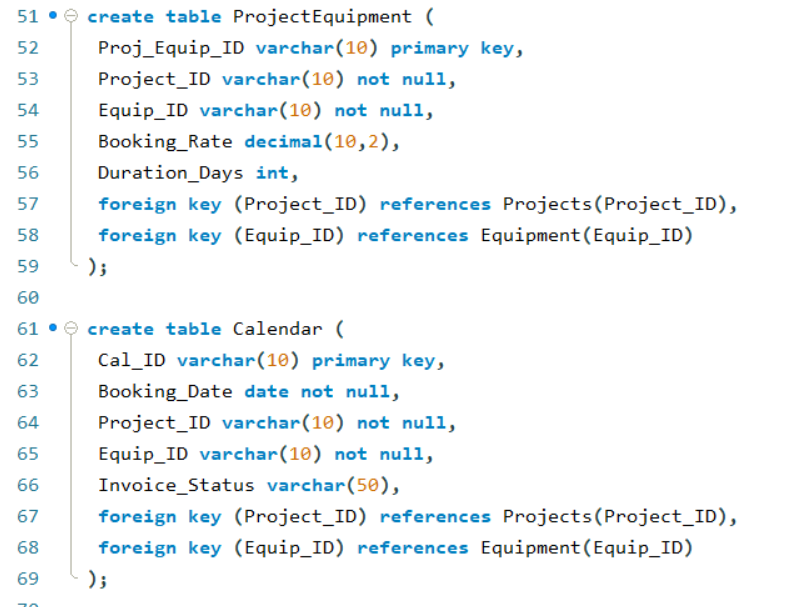 51 create table ProjectEquipment (
52 Proj_Equip_ID varchar(10) primary key,
53 Project_ID varchar(10) not null,
54 Equip_ID varchar(10) not null,
55 Booking_Rate decimal(10,2),
56 Duration_Days int,
57 foreign key (Project_ID) references Projects(Project_ID),
58 foreign key (Equip_ID) references Equipment(Equip_ID)
59 );
60
61 create table Calendar (
62 Cal_ID varchar(10) primary key,
63 Booking_Date date not null,
64 Project_ID varchar(10) not null,
65 Equip_ID varchar(10) not null,
66 Invoice_Status varchar(50),
67 foreign key (Project_ID) references Projects(Project_ID),
68 foreign key (Equip_ID) references Equipment(Equip_ID)
69 );